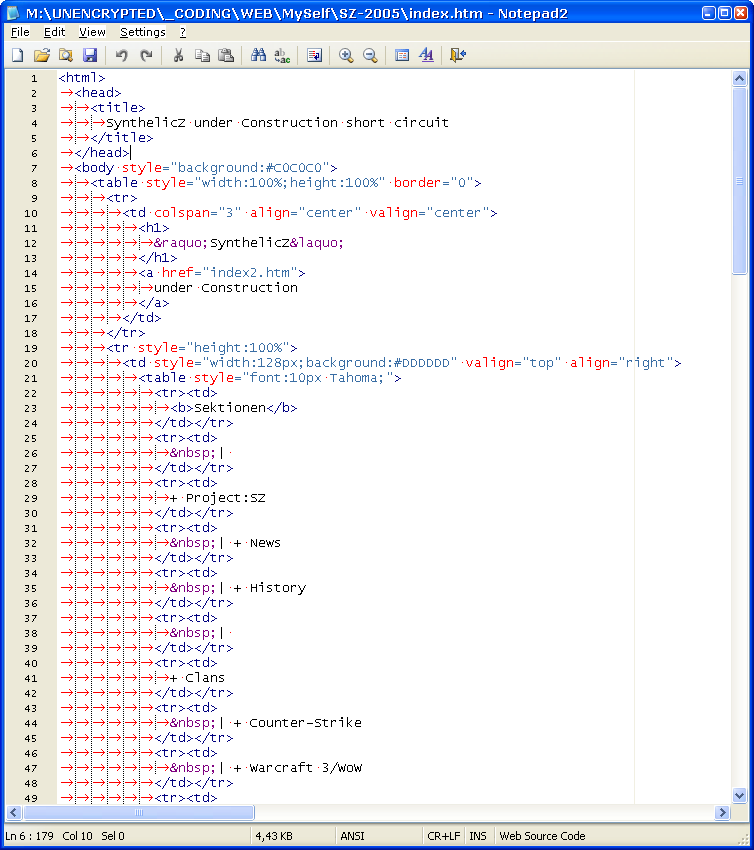 M:\UNENCRYPTED\_CODING\WEB\MySelf\SZ-2005\index.htm - Notepad2
File Edit View Settings ?
1 <html>
2 <head>
3 <title>
4 SynthelicZ under Construction short circuit
5 </title>
6 </head>
7 <body style="background:#C0C0C0">
8 <table style="width:100%;height:100%" border="0">
9 <tr>
10 <td colspan="3" align="center" valign="center">
11 <h1>
12 &raquo;SynthelicZ&laquo;
13 </h1>
14 <a href="index2.htm">
15 under Construction
16 </a>
17 </td>
18 </tr>
19 <tr style="height:100%">
20 <td style="width:128px;background:#DDDDDD" valign="top" align="right">
21 <table style="font:10px Tahoma;">
22 <tr><td>
23 <b>Sektionen</b>
24 </td></tr>
25 <tr><td>
26 &nbsp;|
27 </td></tr>
28 <tr><td>
29 + Project:SZ
30 </td></tr>
31 <tr><td>
32 &nbsp;| + News
33 </td></tr>
34 <tr><td>
35 &nbsp;| + History
36 </td></tr>
37 <tr><td>
38 &nbsp;|
39 </td></tr>
40 <tr><td>
41 + Clans
42 </td></tr>
43 <tr><td>
44 &nbsp;| + Counter-Strike
45 </td></tr>
46 <tr><td>
47 &nbsp;| + Warcraft 3/WoW
48 </td></tr>
49 <tr><td>
Ln 6 : 179 Col 10 Sel 0 4,43 KB ANSI CR+LF INS Web Source Code